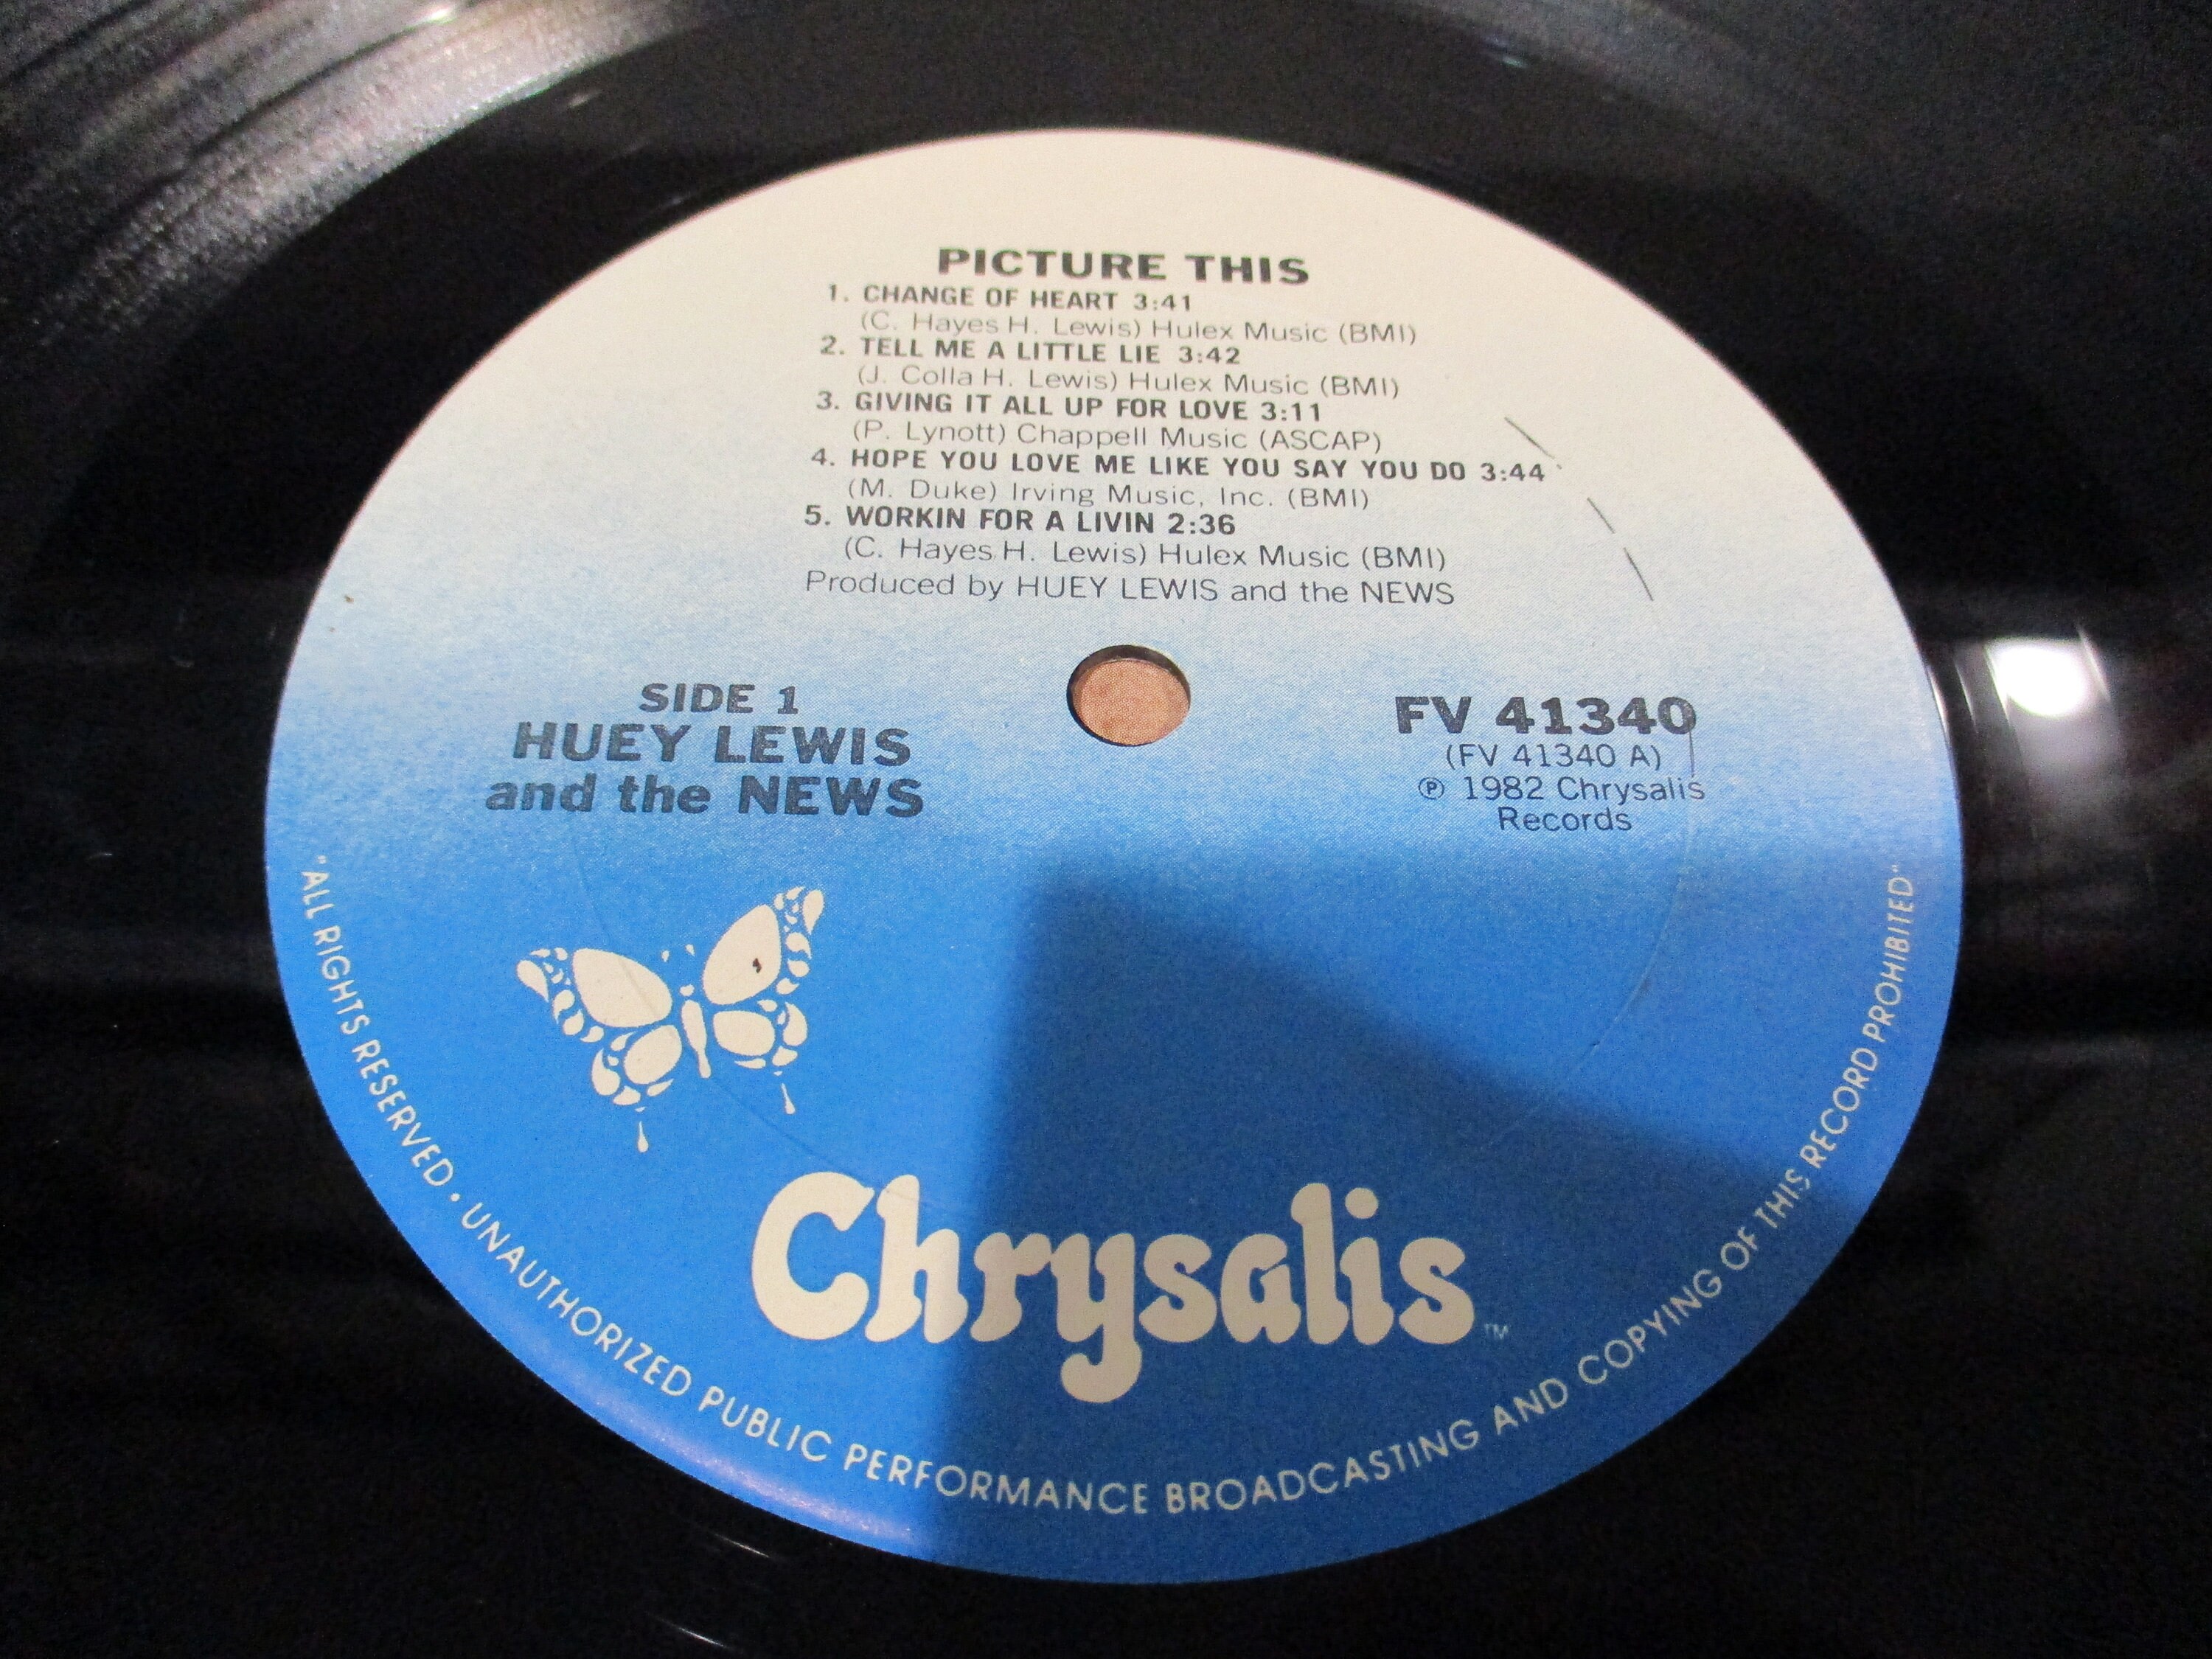 PICTURE THIS
1. CHANGE OF HEART 3:41
(C. Hayes H. Lewis) Hulex Music (BMI)
2. TELL ME A LITTLE LIE 3:42
(J. Colla H. Lewis) Hulex Music (BMI)
3. GIVING IT ALL UP FOR LOVE 3:11
(P. Lynott) Chappell Music (ASCAP)
4. HOPE YOU LOVE ME LIKE YOU SAY YOU DO 3:44
(M. Duke) Irving Music, Inc. (BMI)
5. WORKIN FOR A LIVIN 2:36
(C. Hayes H. Lewis) Hulex Music (BMI)
Produced by HUEY LEWIS and the NEWS
SIDE 1
HUEY LEWIS
and the NEWS
FV 41340
(FV 41340 A)
℗ 1982 Chrysalis
Records
Chrysalis™
"ALL RIGHTS RESERVED • UNAUTHORIZED PUBLIC PERFORMANCE BROADCASTING AND COPYING OF THIS RECORD PROHIBITED"